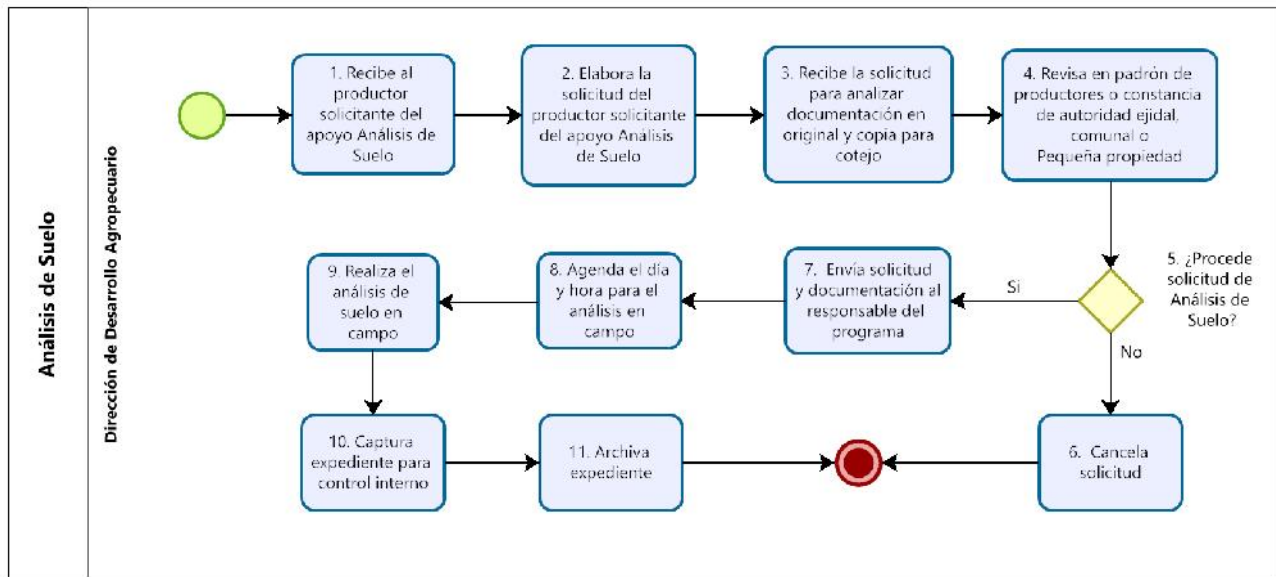 Análisis de Suelo
Dirección de Desarrollo Agropecuario
1. Recibe al
productor
solicitante del
apoyo Análisis de
Suelo
2. Elabora la
solicitud del
productor solicitante
del apoyo Análisis
de Suelo
3. Recibe la solicitud
para analizar
documentación en
original y copia para
cotejo
4. Revisa en padrón de
productores o constancia
de autoridad ejidal,
comunal o
Pequeña propiedad
5. ¿Procede
solicitud de
Análisis de
Suelo?
Si
No
7. Envía solicitud
y documentación al
responsable del
programa
8. Agenda el día
y hora para el
análisis en
campo
9. Realiza el
análisis de
suelo en
campo
10. Captura
expediente para
control interno
11. Archiva
expediente
6. Cancela
solicitud